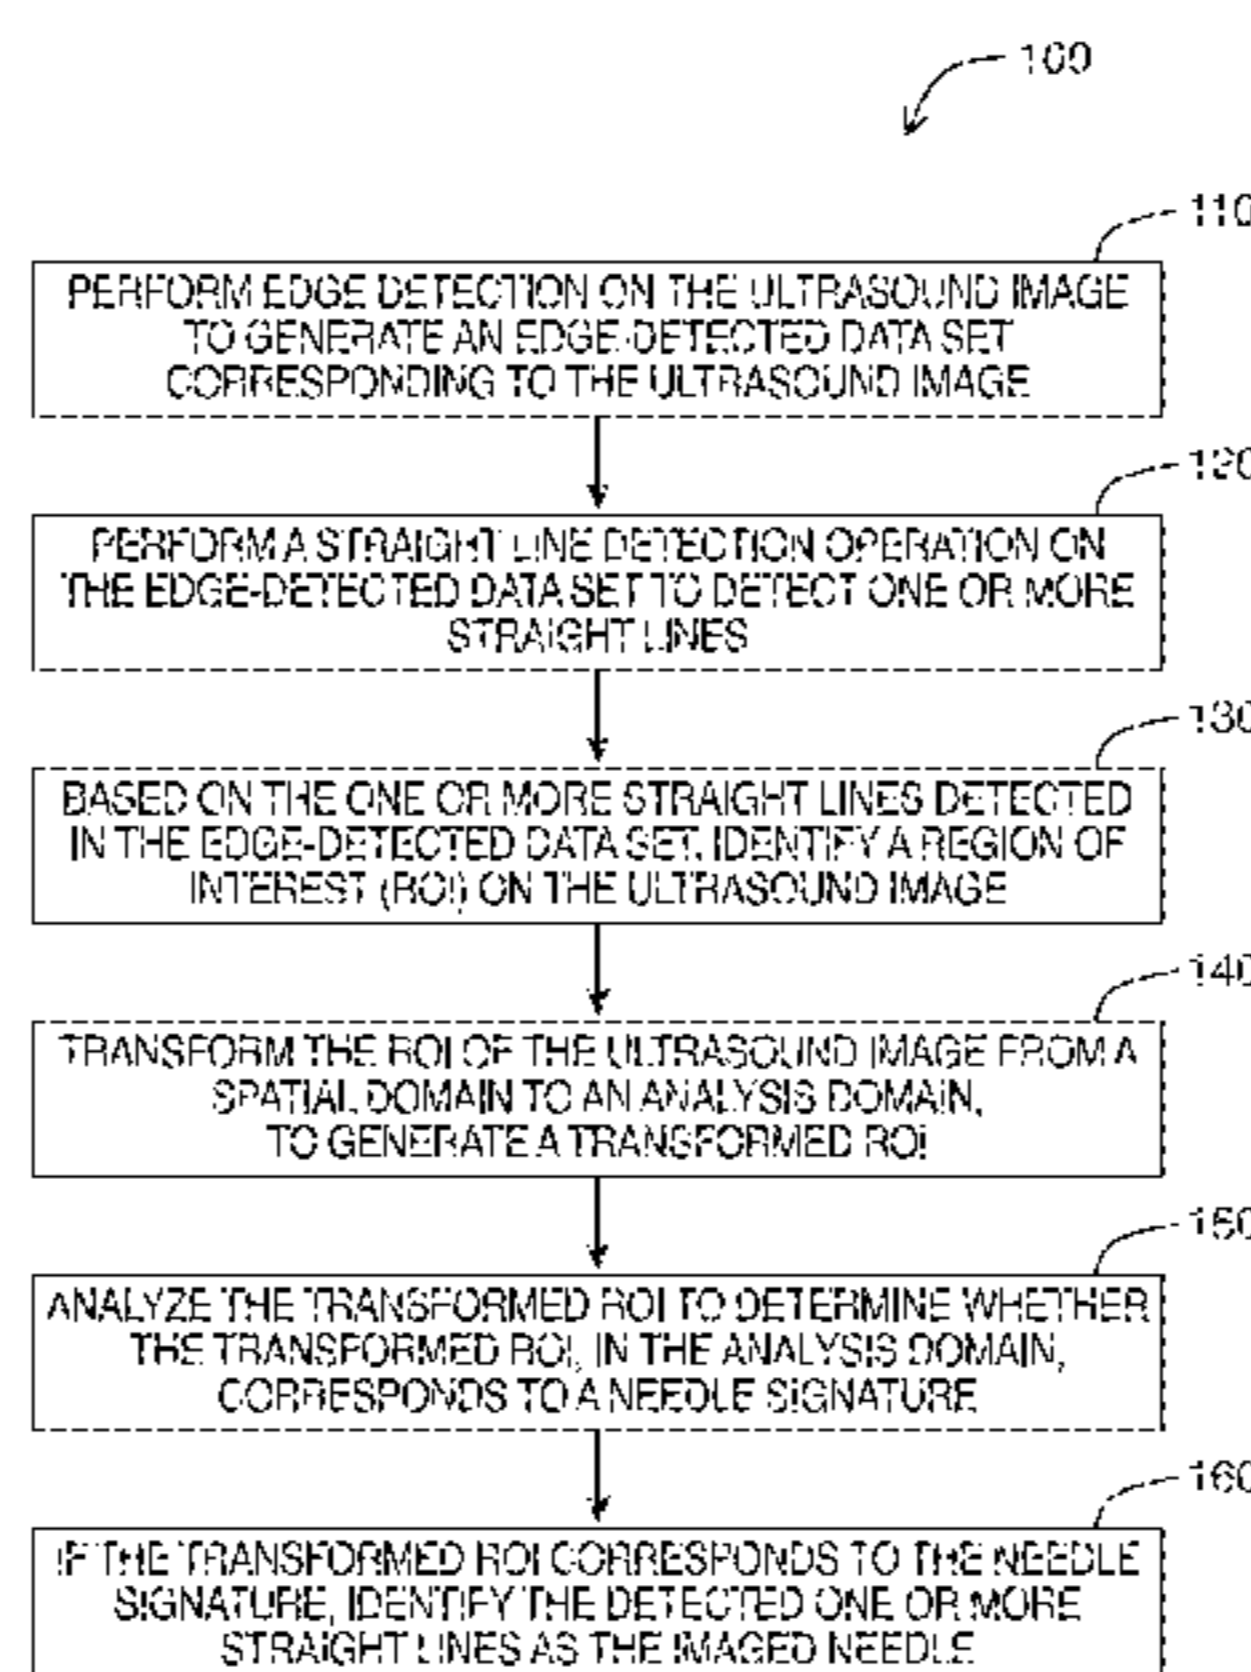 100
110
PERFORM EDGE DETECTION ON THE ULTRASOUND IMAGE
TO GENERATE AN EDGE-DETECTED DATA SET
CORRESPONDING TO THE ULTRASOUND IMAGE
120
PERFORM A STRAIGHT LINE DETECTION OPERATION ON
THE EDGE-DETECTED DATA SET TO DETECT ONE OR MORE
STRAIGHT LINES
130
BASED ON THE ONE OR MORE STRAIGHT LINES DETECTED
IN THE EDGE-DETECTED DATA SET, IDENTIFY A REGION OF
INTEREST (ROI) ON THE ULTRASOUND IMAGE
140
TRANSFORM THE ROI OF THE ULTRASOUND IMAGE FROM A
SPATIAL DOMAIN TO AN ANALYSIS DOMAIN,
TO GENERATE A TRANSFORMED ROI
150
ANALYZE THE TRANSFORMED ROI TO DETERMINE WHETHER
THE TRANSFORMED ROI, IN THE ANALYSIS DOMAIN,
CORRESPONDS TO A NEEDLE SIGNATURE
160
IF THE TRANSFORMED ROI CORRESPONDS TO THE NEEDLE
SIGNATURE, IDENTIFY THE DETECTED ONE OR MORE
STRAIGHT LINES AS THE IMAGED NEEDLE